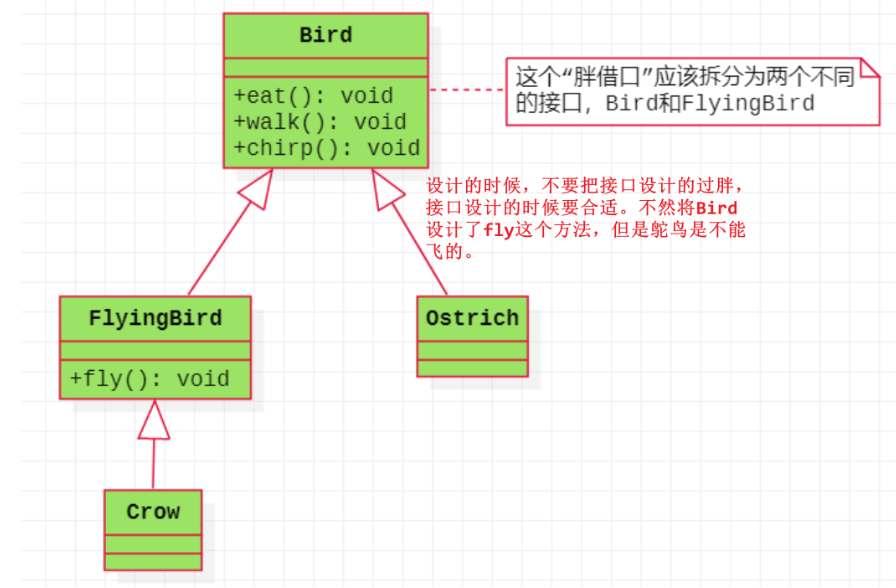 Bird
+eat(): void
+walk(): void
+chirp(): void
这个“胖借口”应该拆分为两个不同
的接口，Bird和FlyingBird
设计的时候，不要把接口设计的过胖，
接口设计的时候要合适。不然将Bird
设计了fly这个方法，但是鸵鸟是不能
飞的。
FlyingBird
+fly(): void
Ostrich
Crow